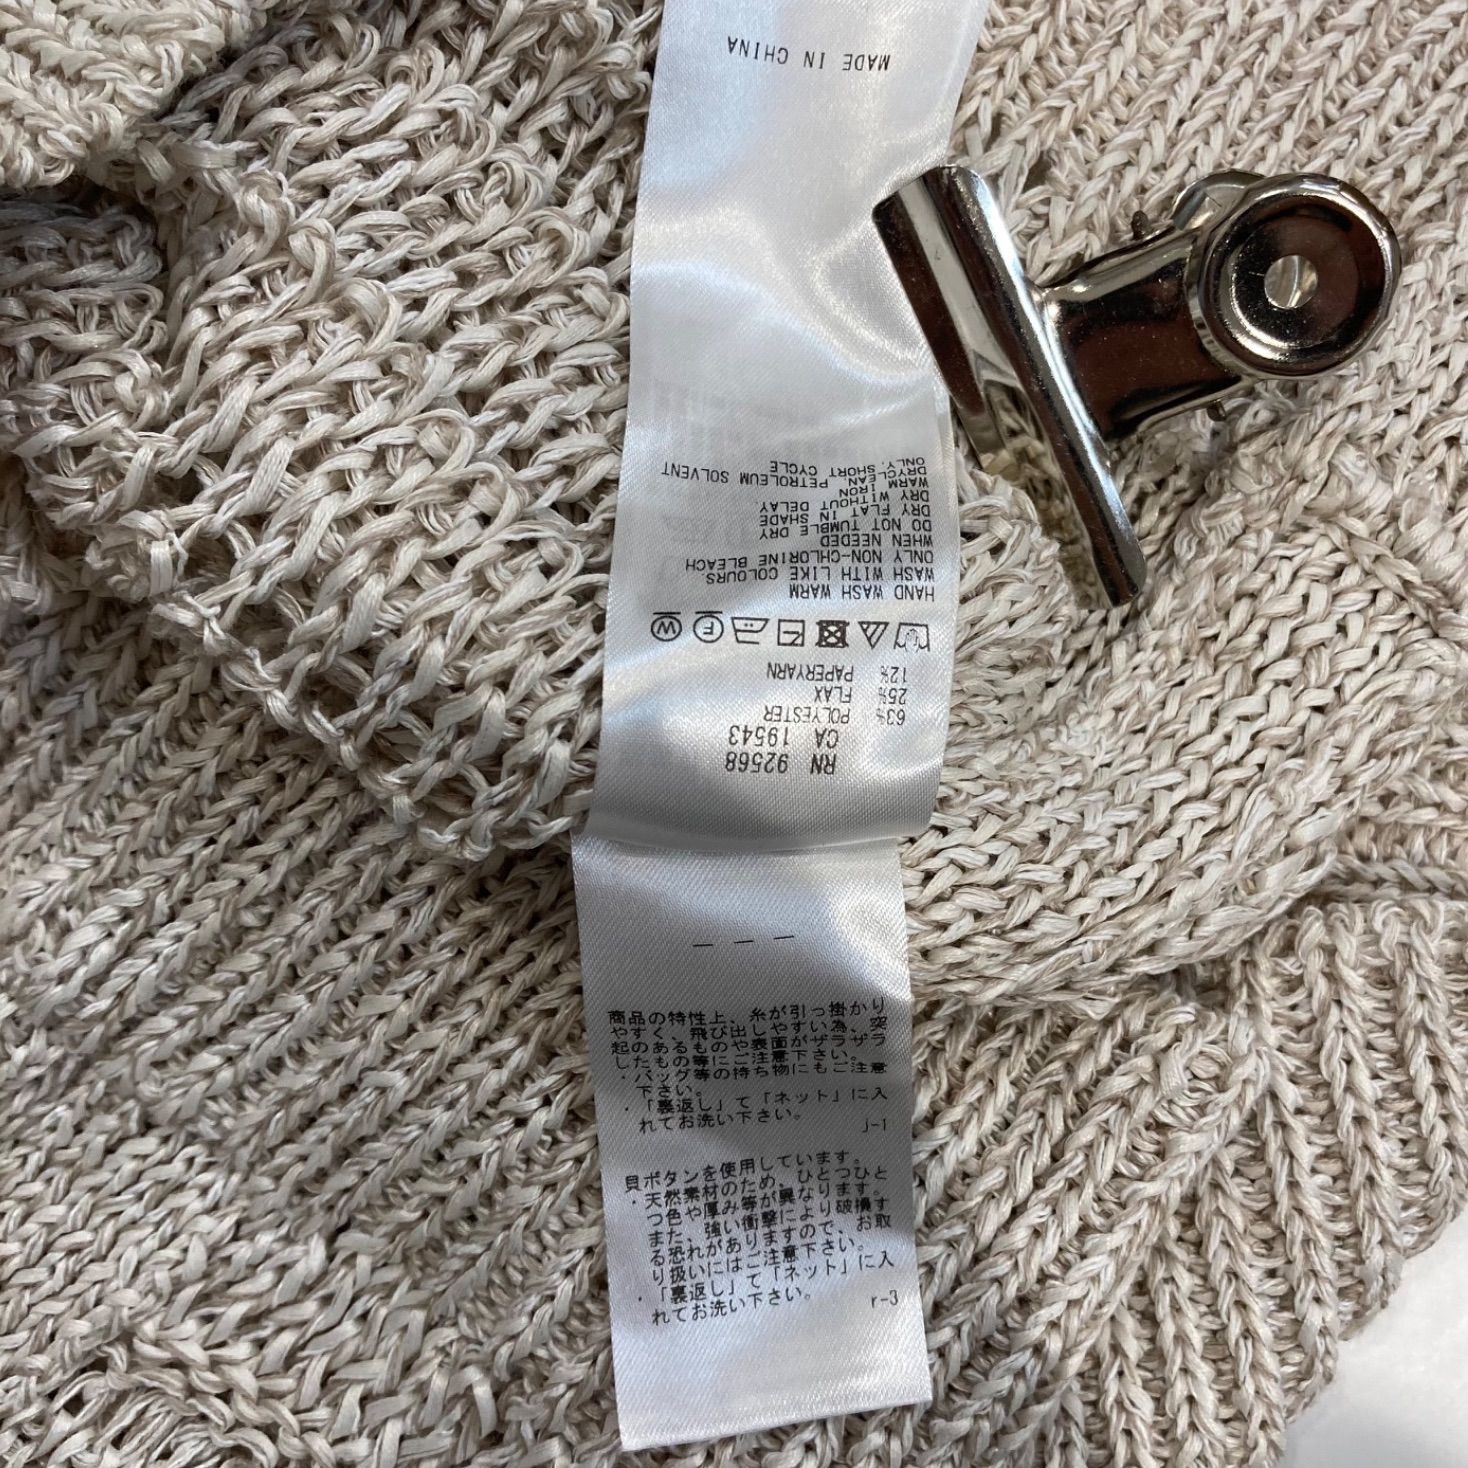 MADE IN CHINA
RN 92568
CA 19543
63% POLYESTER
25% FLAX
12% PAPERYARN
W F
HAND WASH WARM
WASH WITH LIKE COLOURS.
ONLY NON-CHLORINE BLEACH
WHEN NEEDED
DO NOT TUMBLE DRY
DRY FLAT IN SHADE
DRY WITHOUT DELAY.
WARM IRON
DRYCLEAN, PETROLEUM SOLVENT
ONLY. SHORT CYCLE
— — —
商品の特性上、糸が引っ掛かり
やすく、飛び出しやすい為、突
起のあるものや表面がザラザラ
したもの等にご注意下さい。
・バッグ等の持ち物にもご注意
下さい。
・「裏返し」て「ネット」に入
れてお洗い下さい。
j-1
貝ボタンを使用しています。
・天然素材のため、ひとつひと
つ色や厚み等が異なります。
また、強い衝撃により破損す
る恐れがありますので、お取
り扱いにはご注意下さい。
・「裏返し」て「ネット」に入
れてお洗い下さい。
r-3